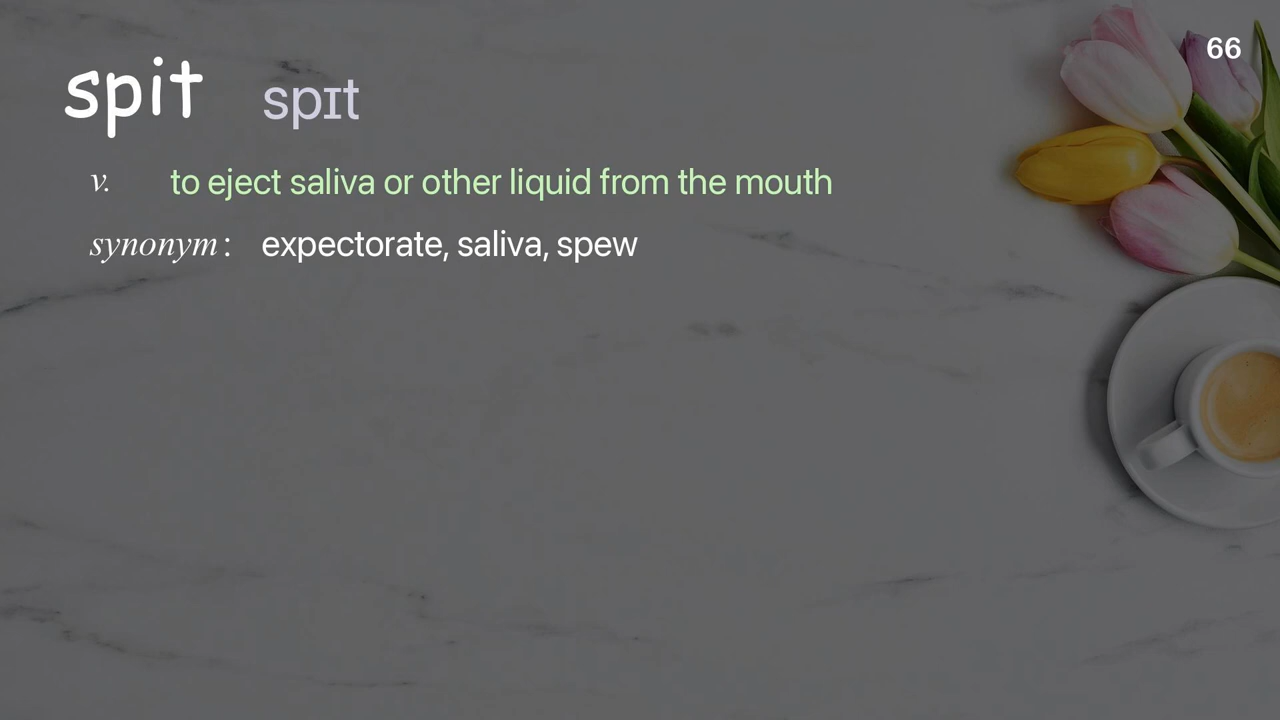 66
spit spɪt
v. to eject saliva or other liquid from the mouth
synonym : expectorate, saliva, spew